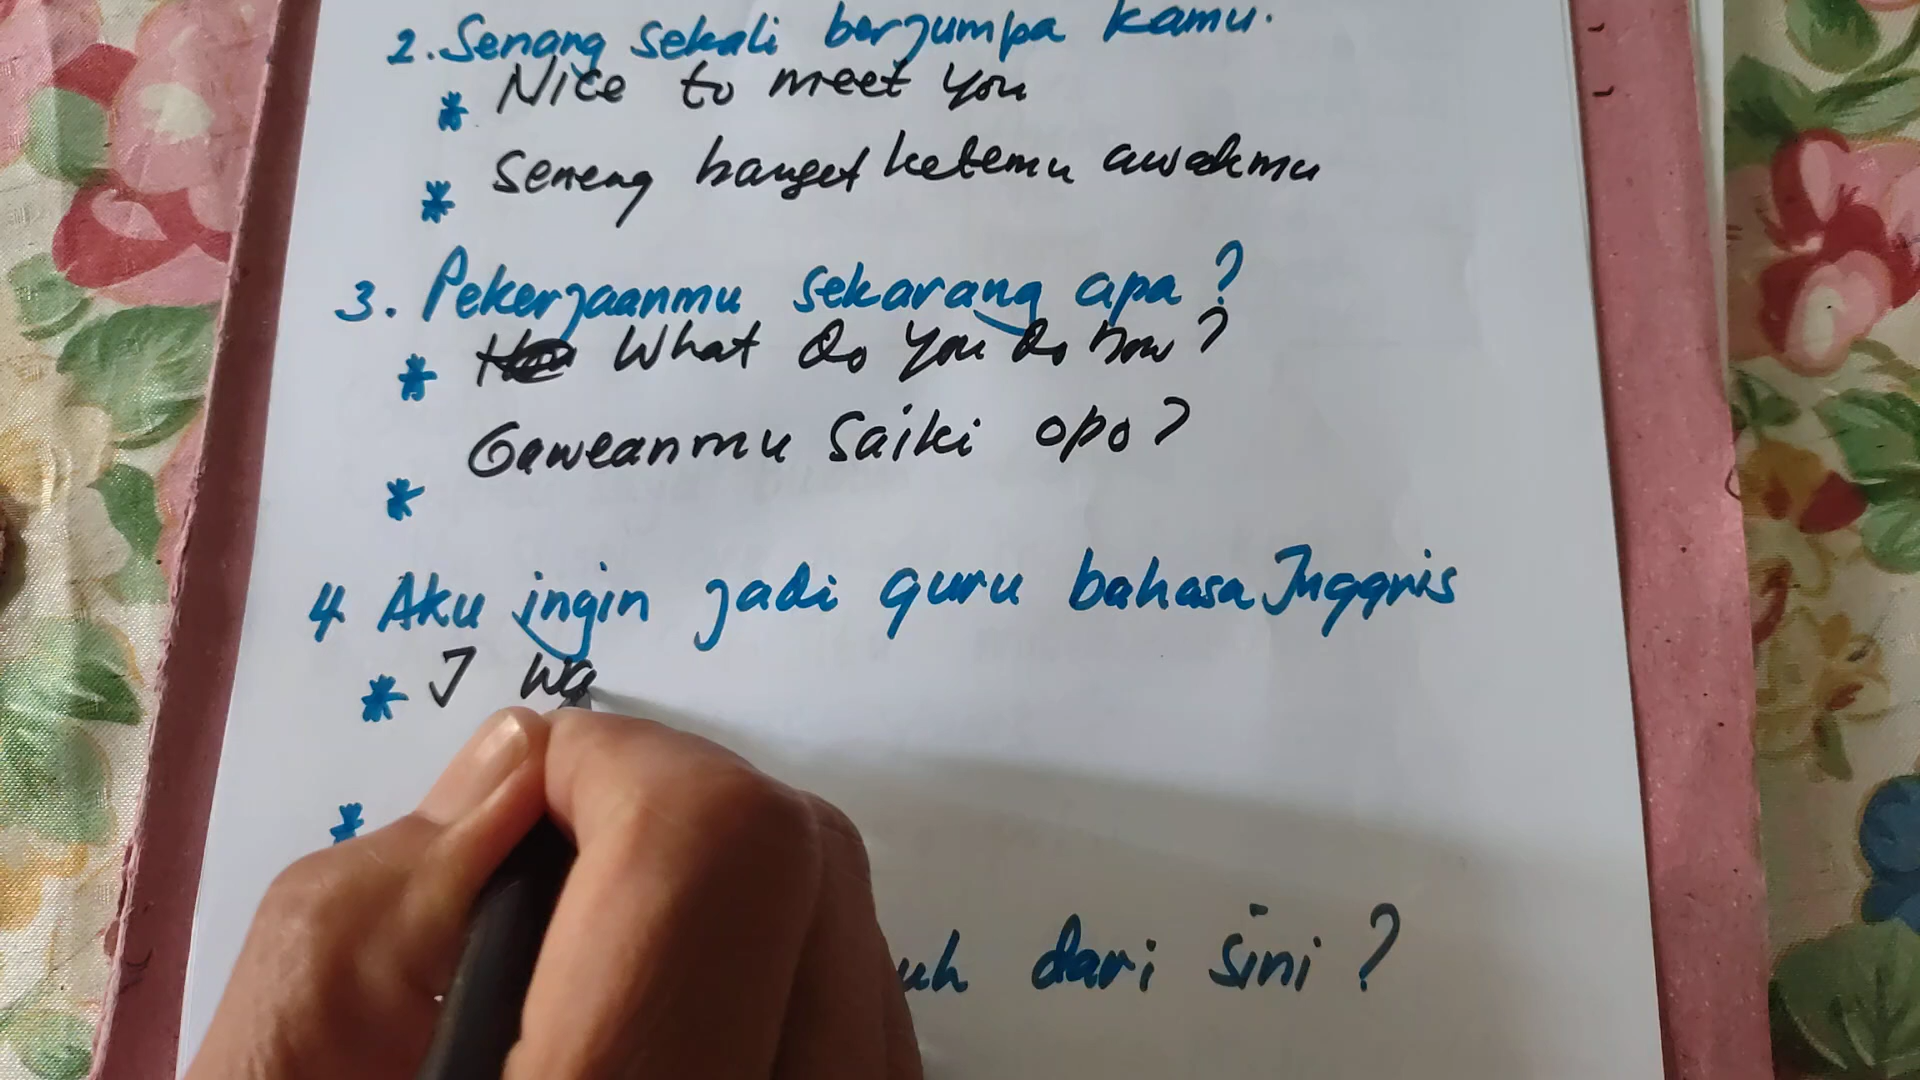 2. Senang sekali berjumpa kamu.
* Nice to meet you
* Seneng banget ketemu awakmu
3. Pekerjaanmu sekarang apa?
* What do you do now?
* Gaweanmu saiki opo?
4 Aku ingin jadi guru bahasa Inggris
* I wa
*
uh dari sini?